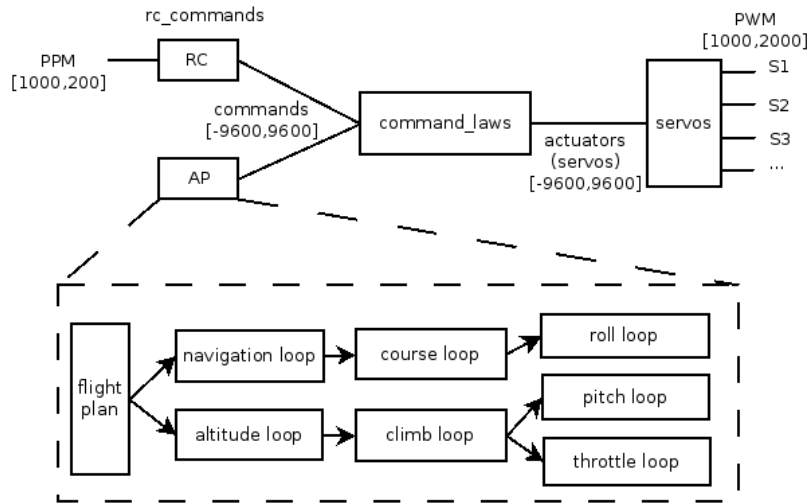 rc_commands
PPM
[1000,200]
RC
commands
[-9600,9600]
AP
command_laws
actuators
(servos)
[-9600,9600]
servos
PWM
[1000,2000]
S1
S2
S3
...
flight
plan
navigation loop
course loop
roll loop
altitude loop
climb loop
pitch loop
throttle loop